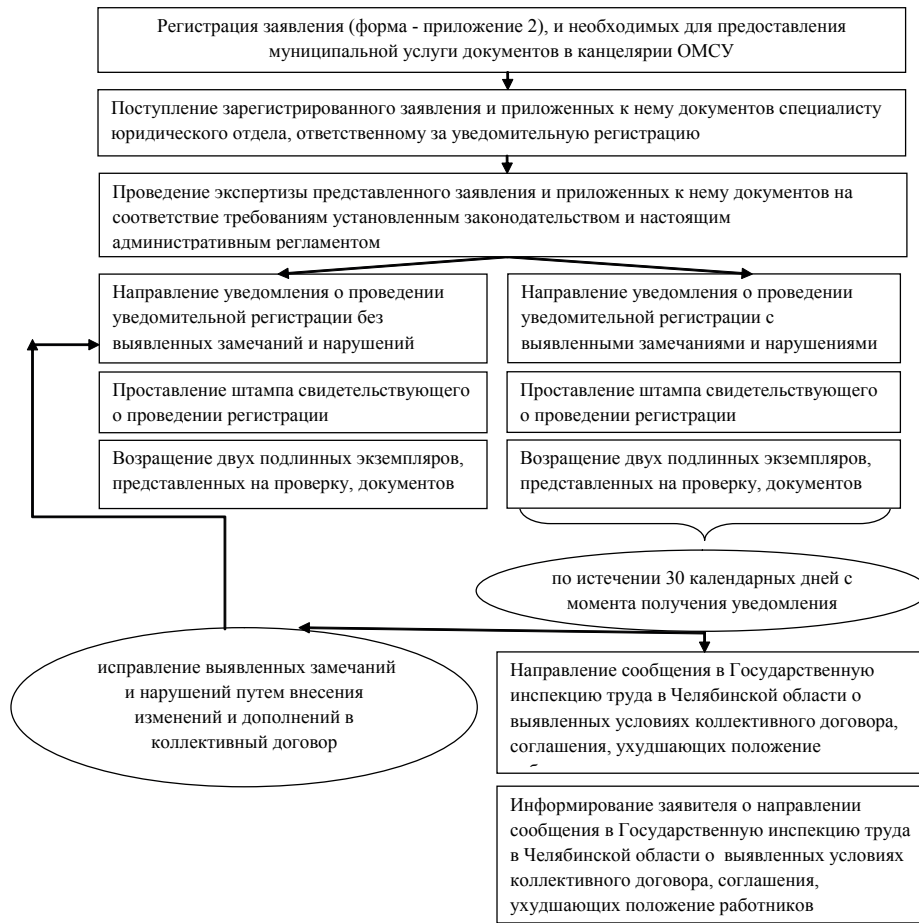 Регистрация заявления (форма - приложение 2), и необходимых для предоставления
муниципальной услуги документов в канцелярии ОМСУ
Поступление зарегистрированного заявления и приложенных к нему документов специалисту
юридического отдела, ответственному за уведомительную регистрацию
Проведение экспертизы представленного заявления и приложенных к нему документов на
соответствие требованиям установленным законодательством и настоящим
административным регламентом
Направление уведомления о проведении
уведомительной регистрации без
выявленных замечаний и нарушений
Направление уведомления о проведении
уведомительной регистрации с
выявленными замечаниями и нарушениями
Проставление штампа свидетельствующего
о проведении регистрации
Проставление штампа свидетельствующего
о проведении регистрации
Возращение двух подлинных экземпляров,
представленных на проверку, документов
Возращение двух подлинных экземпляров,
представленных на проверку, документов
по истечении 30 календарных дней с
момента получения уведомления
исправление выявленных замечаний
и нарушений путем внесения
изменений и дополнений в
коллективный договор
Направление сообщения в Государственную
инспекцию труда в Челябинской области о
выявленных условиях коллективного договора,
соглашения, ухудшающих положение
Информирование заявителя о направлении
сообщения в Государственную инспекцию труда
в Челябинской области о выявленных условиях
коллективного договора, соглашения,
ухудшающих положение работников